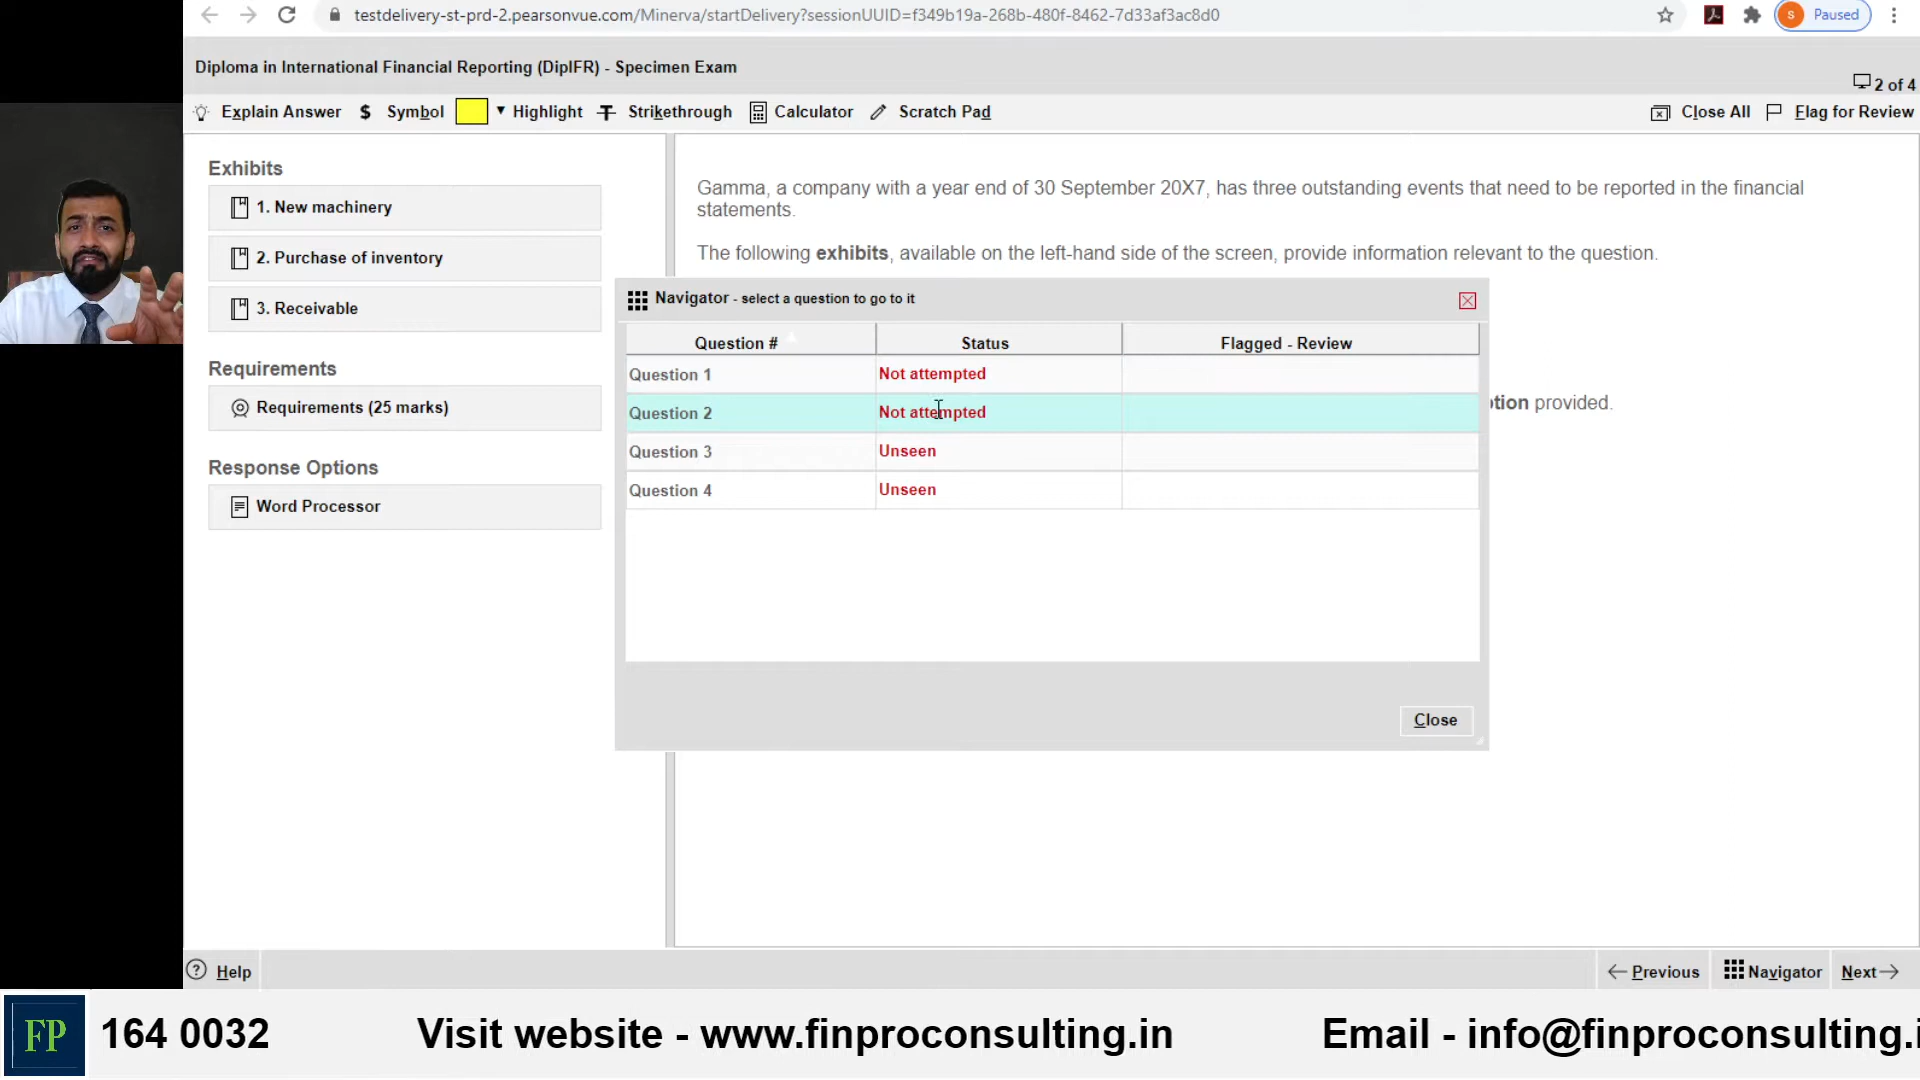 testdelivery-st-prd-2.pearsonvue.com/Minerva/startDelivery?sessionUUID=f349b19a-268b-480f-8462-7d33af3ac8d0
S Paused
Diploma in International Financial Reporting (DipIFR) - Specimen Exam
2 of 4
Explain Answer $ Symbol Highlight Strikethrough Calculator Scratch Pad Close All Flag for Review
Exhibits
1. New machinery
2. Purchase of inventory
3. Receivable
Requirements
Requirements (25 marks)
Response Options
Word Processor
Gamma, a company with a year end of 30 September 20X7, has three outstanding events that need to be reported in the financial
statements.
The following exhibits, available on the left-hand side of the screen, provide information relevant to the question.
provided.
Navigator - select a question to go to it
Question # Status Flagged - Review
Question 1 Not attempted
Question 2 Not attempted
Question 3 Unseen
Question 4 Unseen
Close
Help Previous Navigator Next
FP 164 0032 Visit website - www.finproconsulting.in Email - info@finproconsulting.i